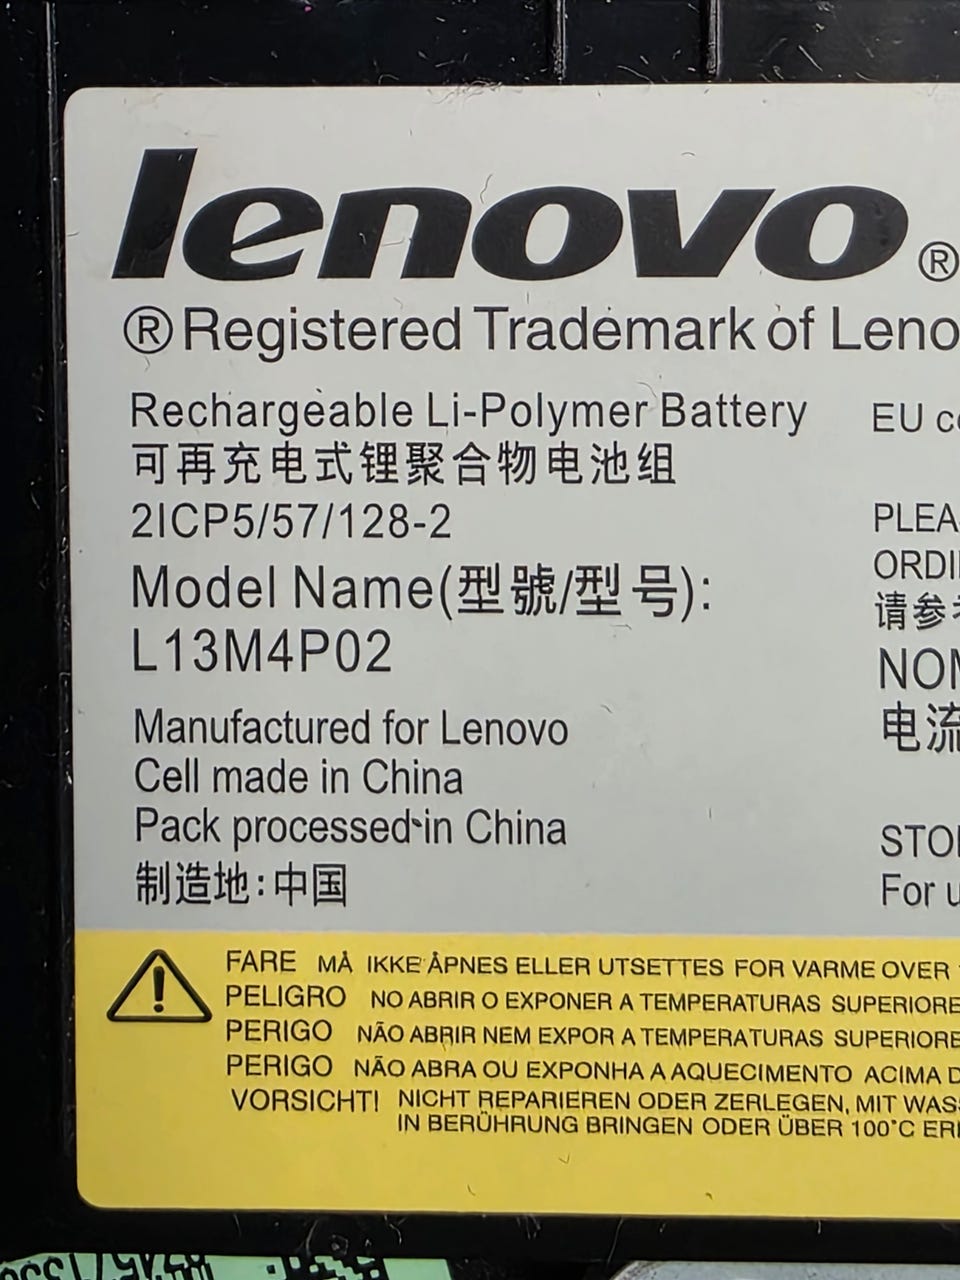 lenovo®
®Registered Trademark of Leno
Rechargeable Li-Polymer Battery
可再充电式锂聚合物电池组
2ICP5/57/128-2
Model Name(型號/型号):
L13M4P02
Manufactured for Lenovo
Cell made in China
Pack processed in China
制造地:中国
EU c
PLEA
ORDI
请参
NOM
电流
STO
For u
FARE MÅ IKKE ÅPNES ELLER UTSETTES FOR VARME OVER
PELIGRO NO ABRIR O EXPONER A TEMPERATURAS SUPERIORE
PERIGO NÃO ABRIR NEM EXPOR A TEMPERATURAS SUPERIORE
PERIGO NÃO ABRA OU EXPONHA A AQUECIMENTO ACIMA D
VORSICHT! NICHT REPARIEREN ODER ZERLEGEN, MIT WAS
IN BERÜHRUNG BRINGEN ODER ÜBER 100°C ER